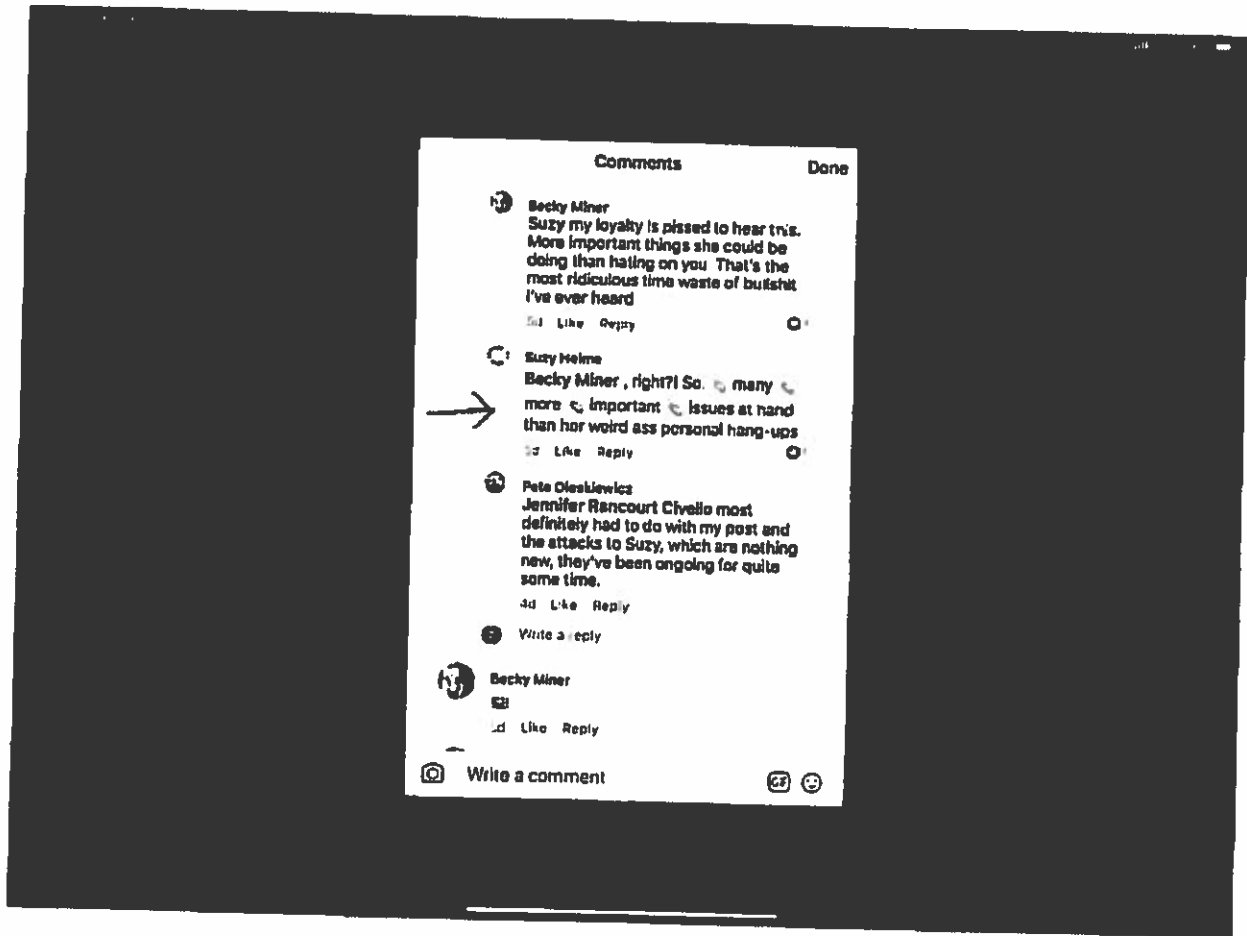 Comments Done
Becky Miner
Suzy my loyalty is pissed to hear this.
More important things she could be
doing than hating on you That's the
most ridiculous time waste of bullshit
I've ever heard
Like Reply
Suzy Helme
Becky Miner , right?! So. many
more important issues at hand
than her weird ass personal hang-ups
Like Reply
Pete Oleskiewicz
Jennifer Rancourt Civello most
definitely had to do with my post and
the attacks to Suzy, which are nothing
new, they've been ongoing for quite
some time.
4d Like Reply
Write a reply
Becky Miner
Like Reply
Write a comment GIF